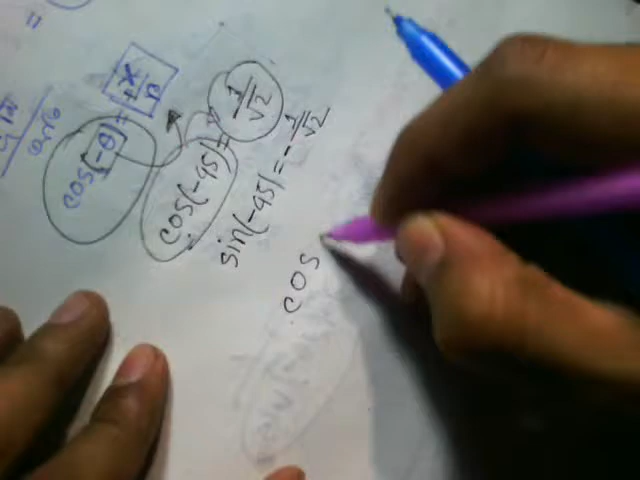 =
cos(-θ) = +x/r
cos(-45) = 1/√2
sin(-45) = -1/√2
cos